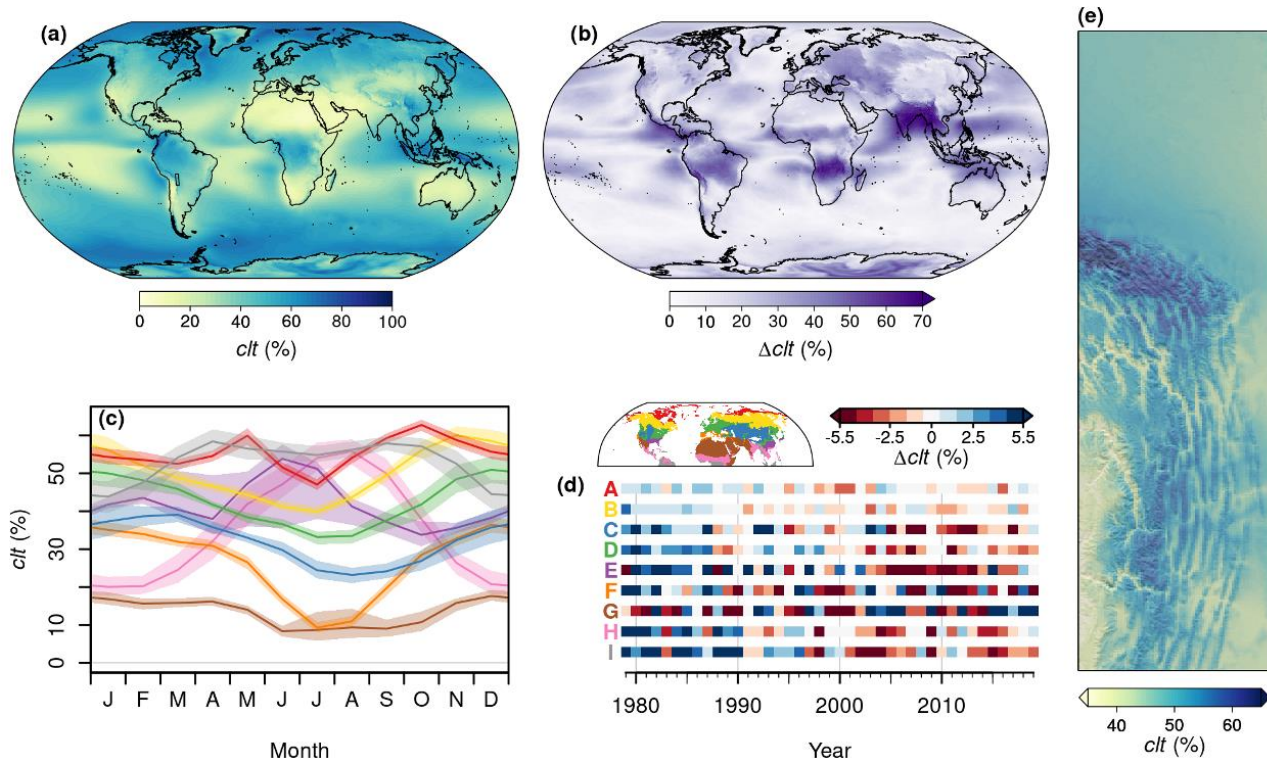 (a)
0 20 40 60 80 100
clt (%)
(b)
0 10 20 30 40 50 60 70
Δclt (%)
(c)
50
30
10
0
clt (%)
J F M A M J J A S O N D
Month
-5.5 -2.5 0 2.5 5.5
Δclt (%)
(d)
A
B
C
D
E
F
G
H
I
1980 1990 2000 2010
Year
(e)
40 50 60
clt (%)